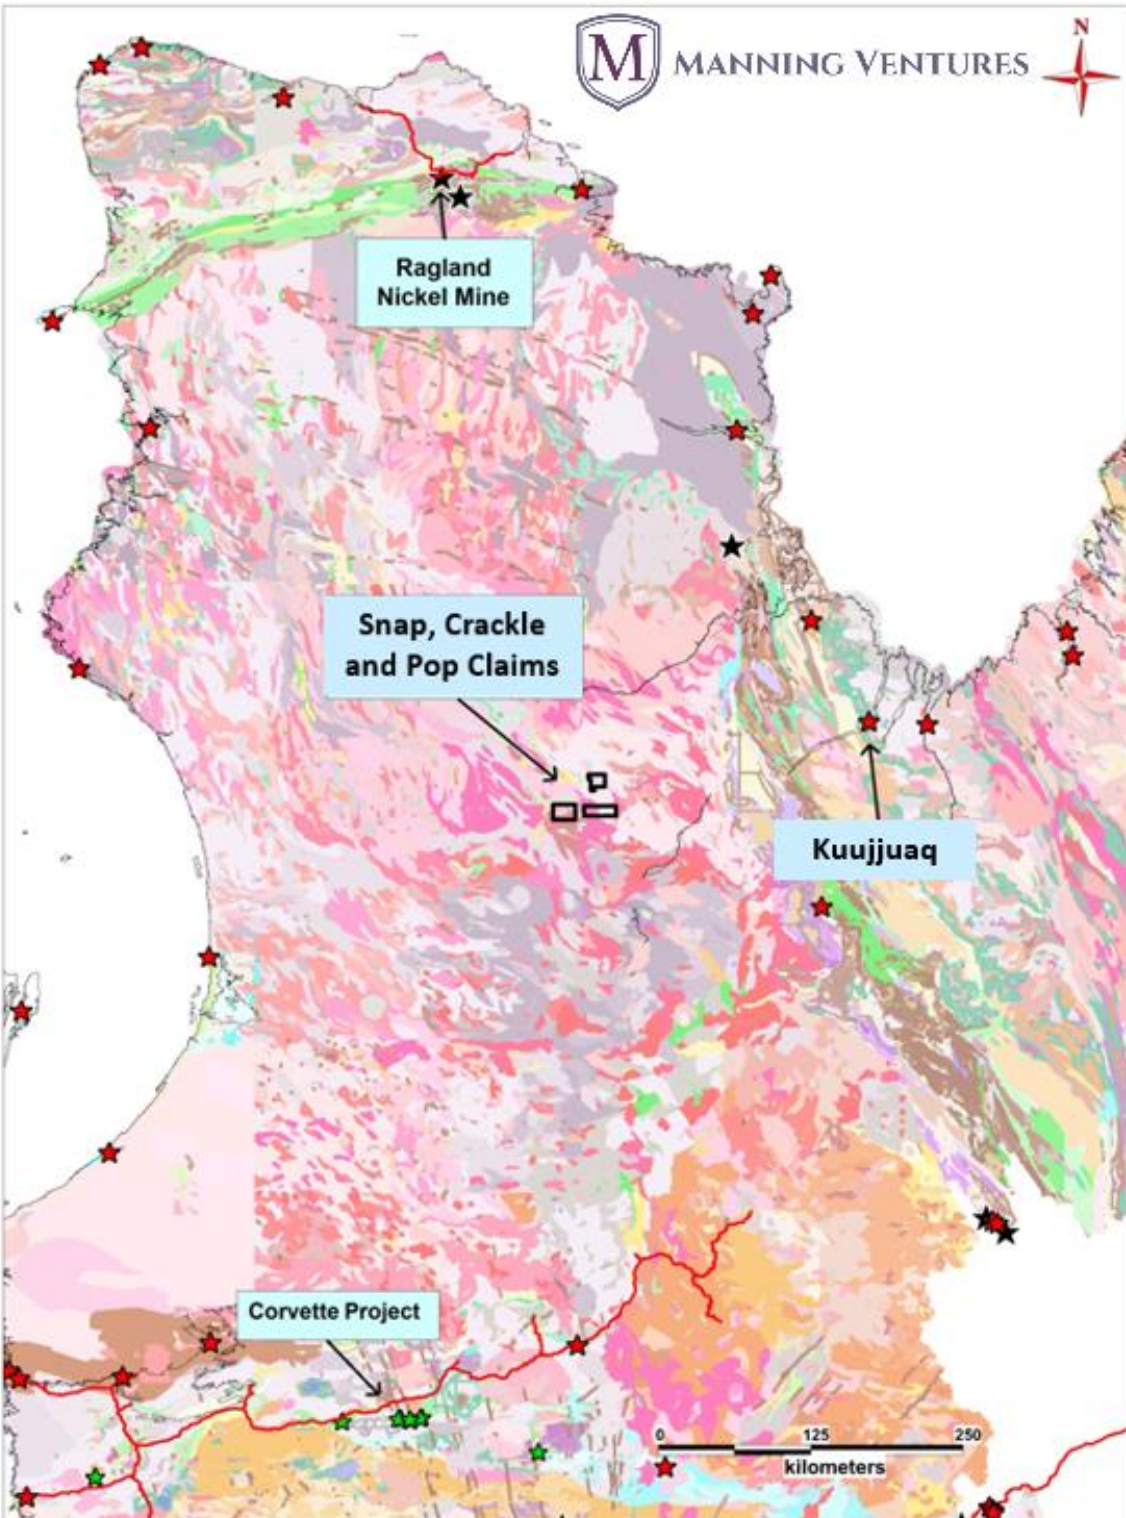 MANNING VENTURES
N
M
Ragland
Nickel Mine
Snap, Crackle
and Pop Claims
Kuujjuaq
Corvette Project
0 125 250
kilometers